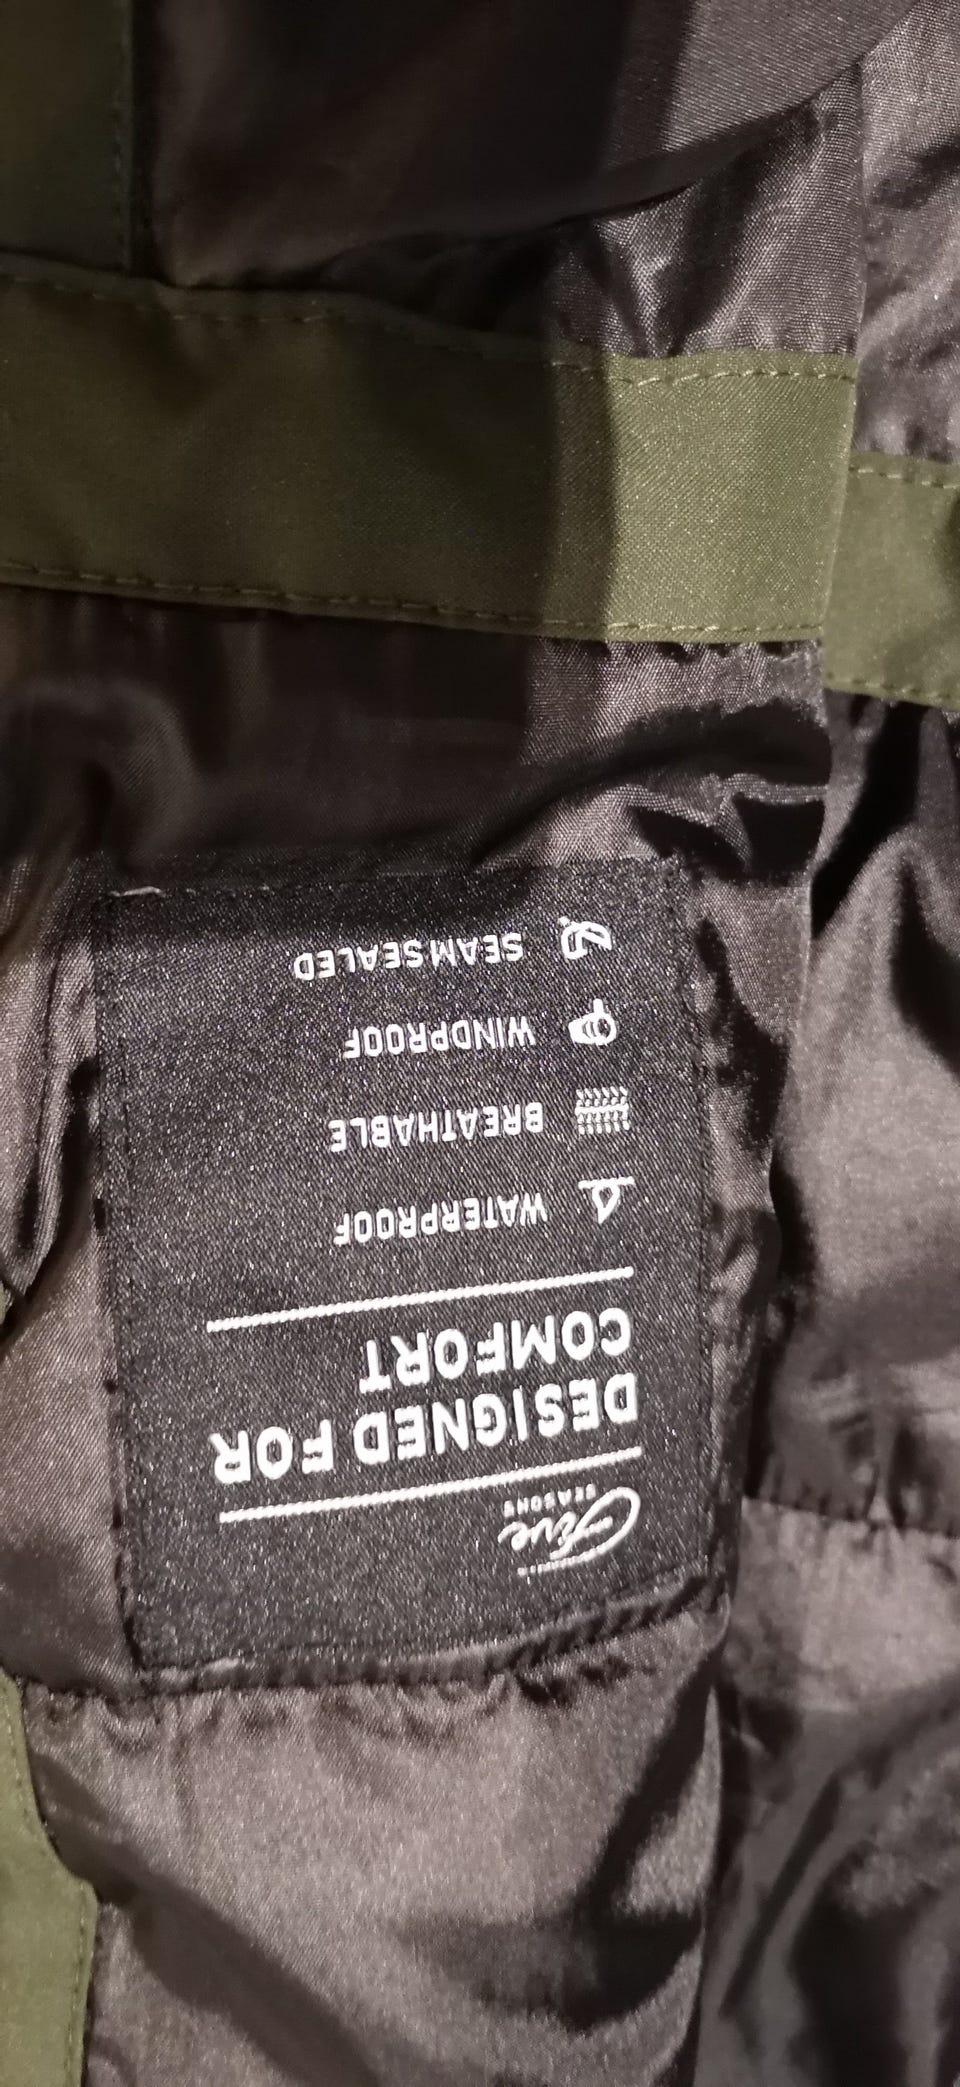 Five
SEASONS
DESIGNED FOR
COMFORT
WATERPROOF
BREATHABLE
WINDPROOF
SEAM SEALED